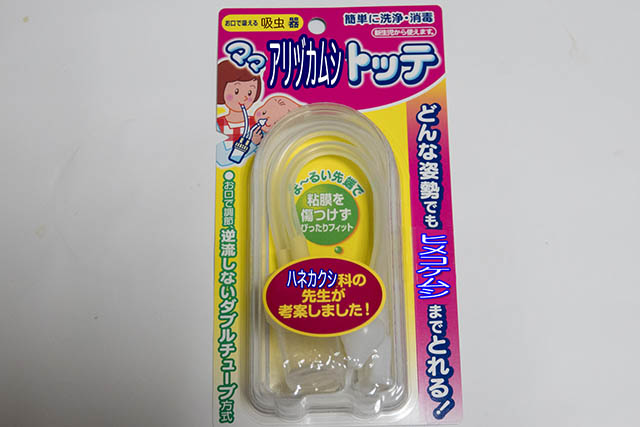 お口で吸える 吸虫器
簡単に洗浄・消毒
新生児から使えます。
ママ アリヅカムシ トッテ
どんな姿勢でも ヒメコケムシ までとれる!
よ〜るい先端で
粘膜を
傷つけず
ぴったりフィット
ハネカクシ科の
先生が
考案しました!
●お口で調節 逆流しない、ダブルチューブ方式